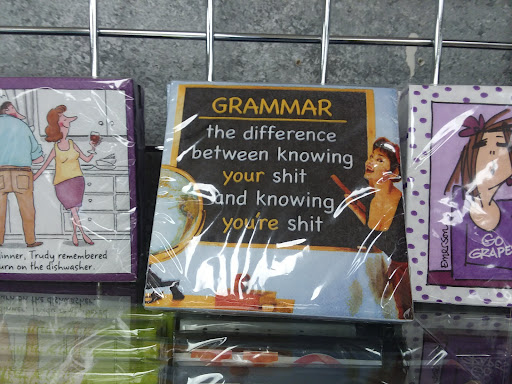 GRAMMAR
the difference
between knowing
your shit
and knowing
you're shit
inner, Trudy remembered
urn on the dishwasher.
EMERSON
GO
GRAPE